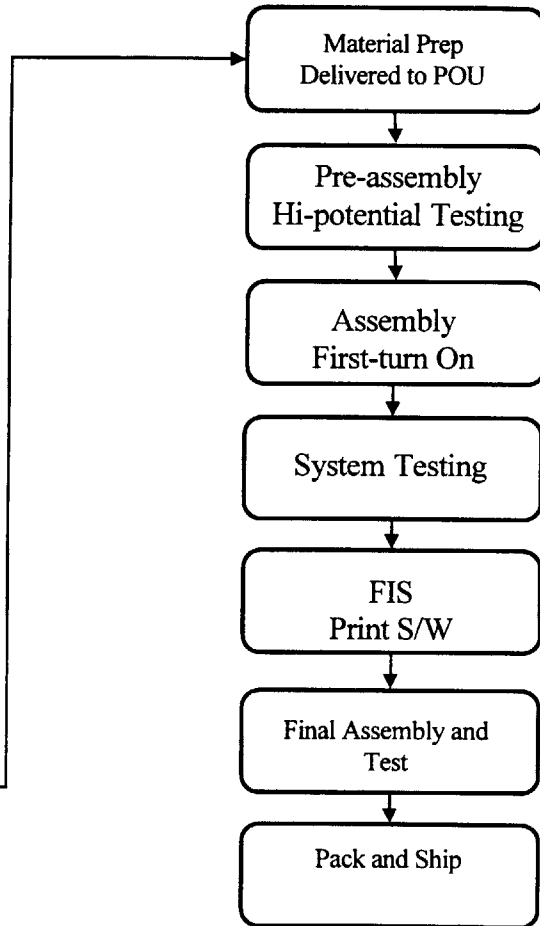 Material Prep
Delivered to POU
Pre-assembly
Hi-potential Testing
Assembly
First-turn On
System Testing
FIS
Print S/W
Final Assembly and
Test
Pack and Ship